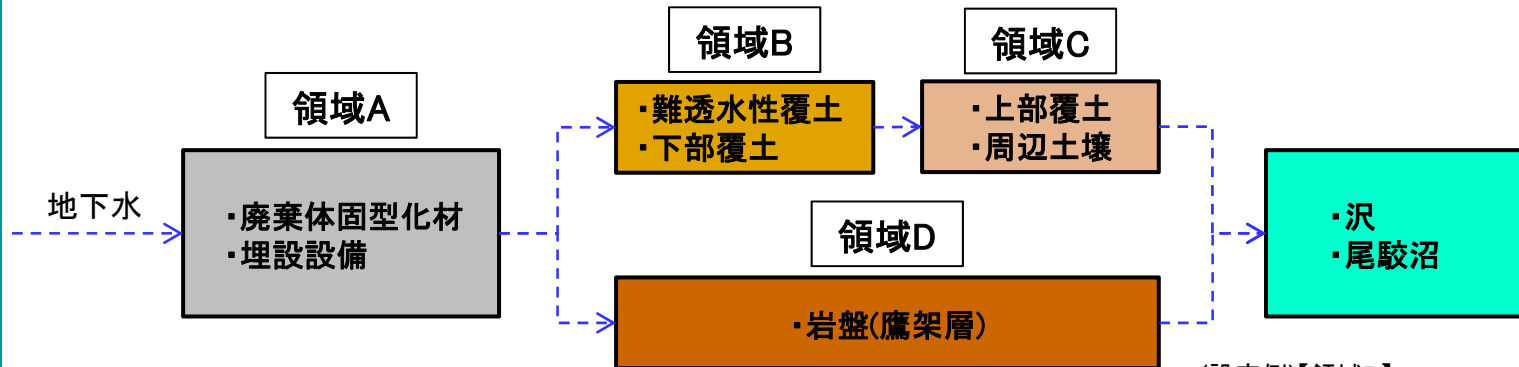 領域A
領域B
領域C
・難透水性覆土
・下部覆土
・上部覆土
・周辺土壌
地下水
・廃棄体固型化材
・埋設設備
領域D
・岩盤(鷹架層)
・沢
・尾駮沼